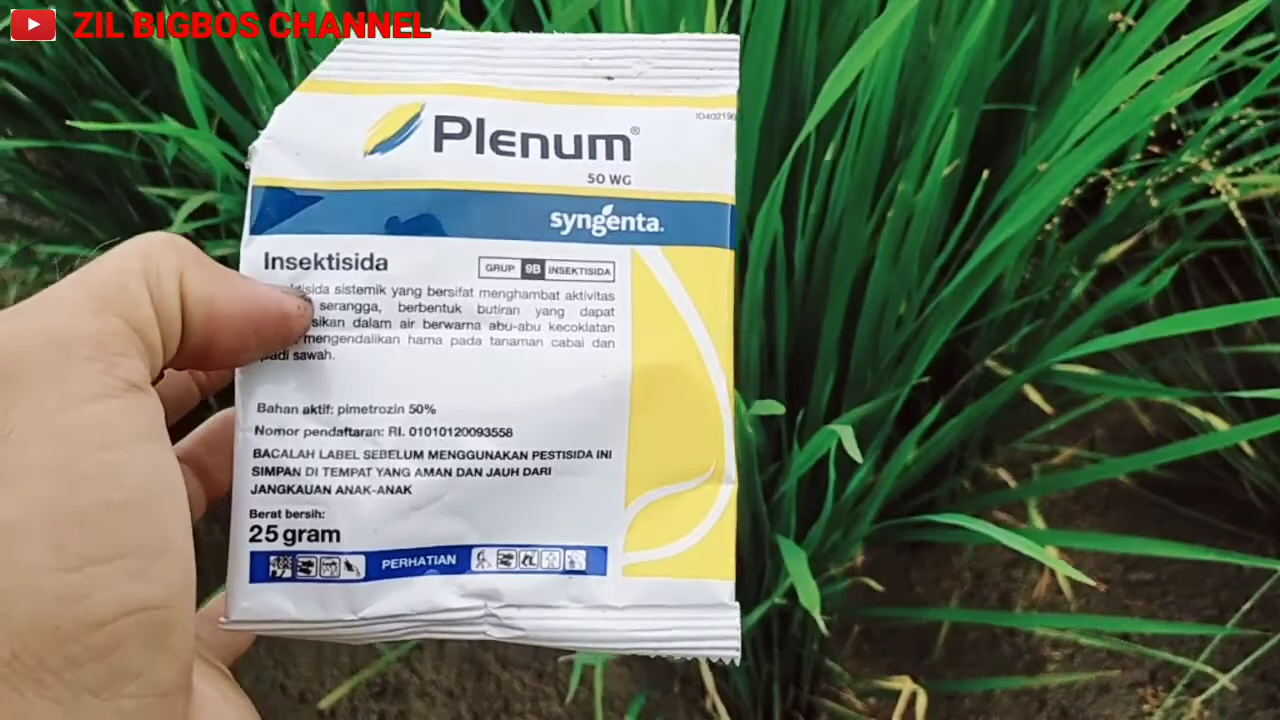 ZIL BIGBOS CHANNEL
Plenum®
50 WG
syngenta.
Insektisida
GRUP 9B INSEKTISIDA
sistemik yang bersifat menghambat aktivitas
serangga, berbentuk butiran yang dapat
dalam air berwarna abu-abu kecoklatan
mengendalikan hama pada tanaman cabai dan
padi sawah.
Bahan aktif: pimetrozin 50%
Nomor pendaftaran: RI. 01010120093558
BACALAH LABEL SEBELUM MENGGUNAKAN PESTISIDA INI
SIMPAN DI TEMPAT YANG AMAN DAN JAUH DARI
JANGKAUAN ANAK-ANAK
Berat bersih:
25 gram
PERHATIAN